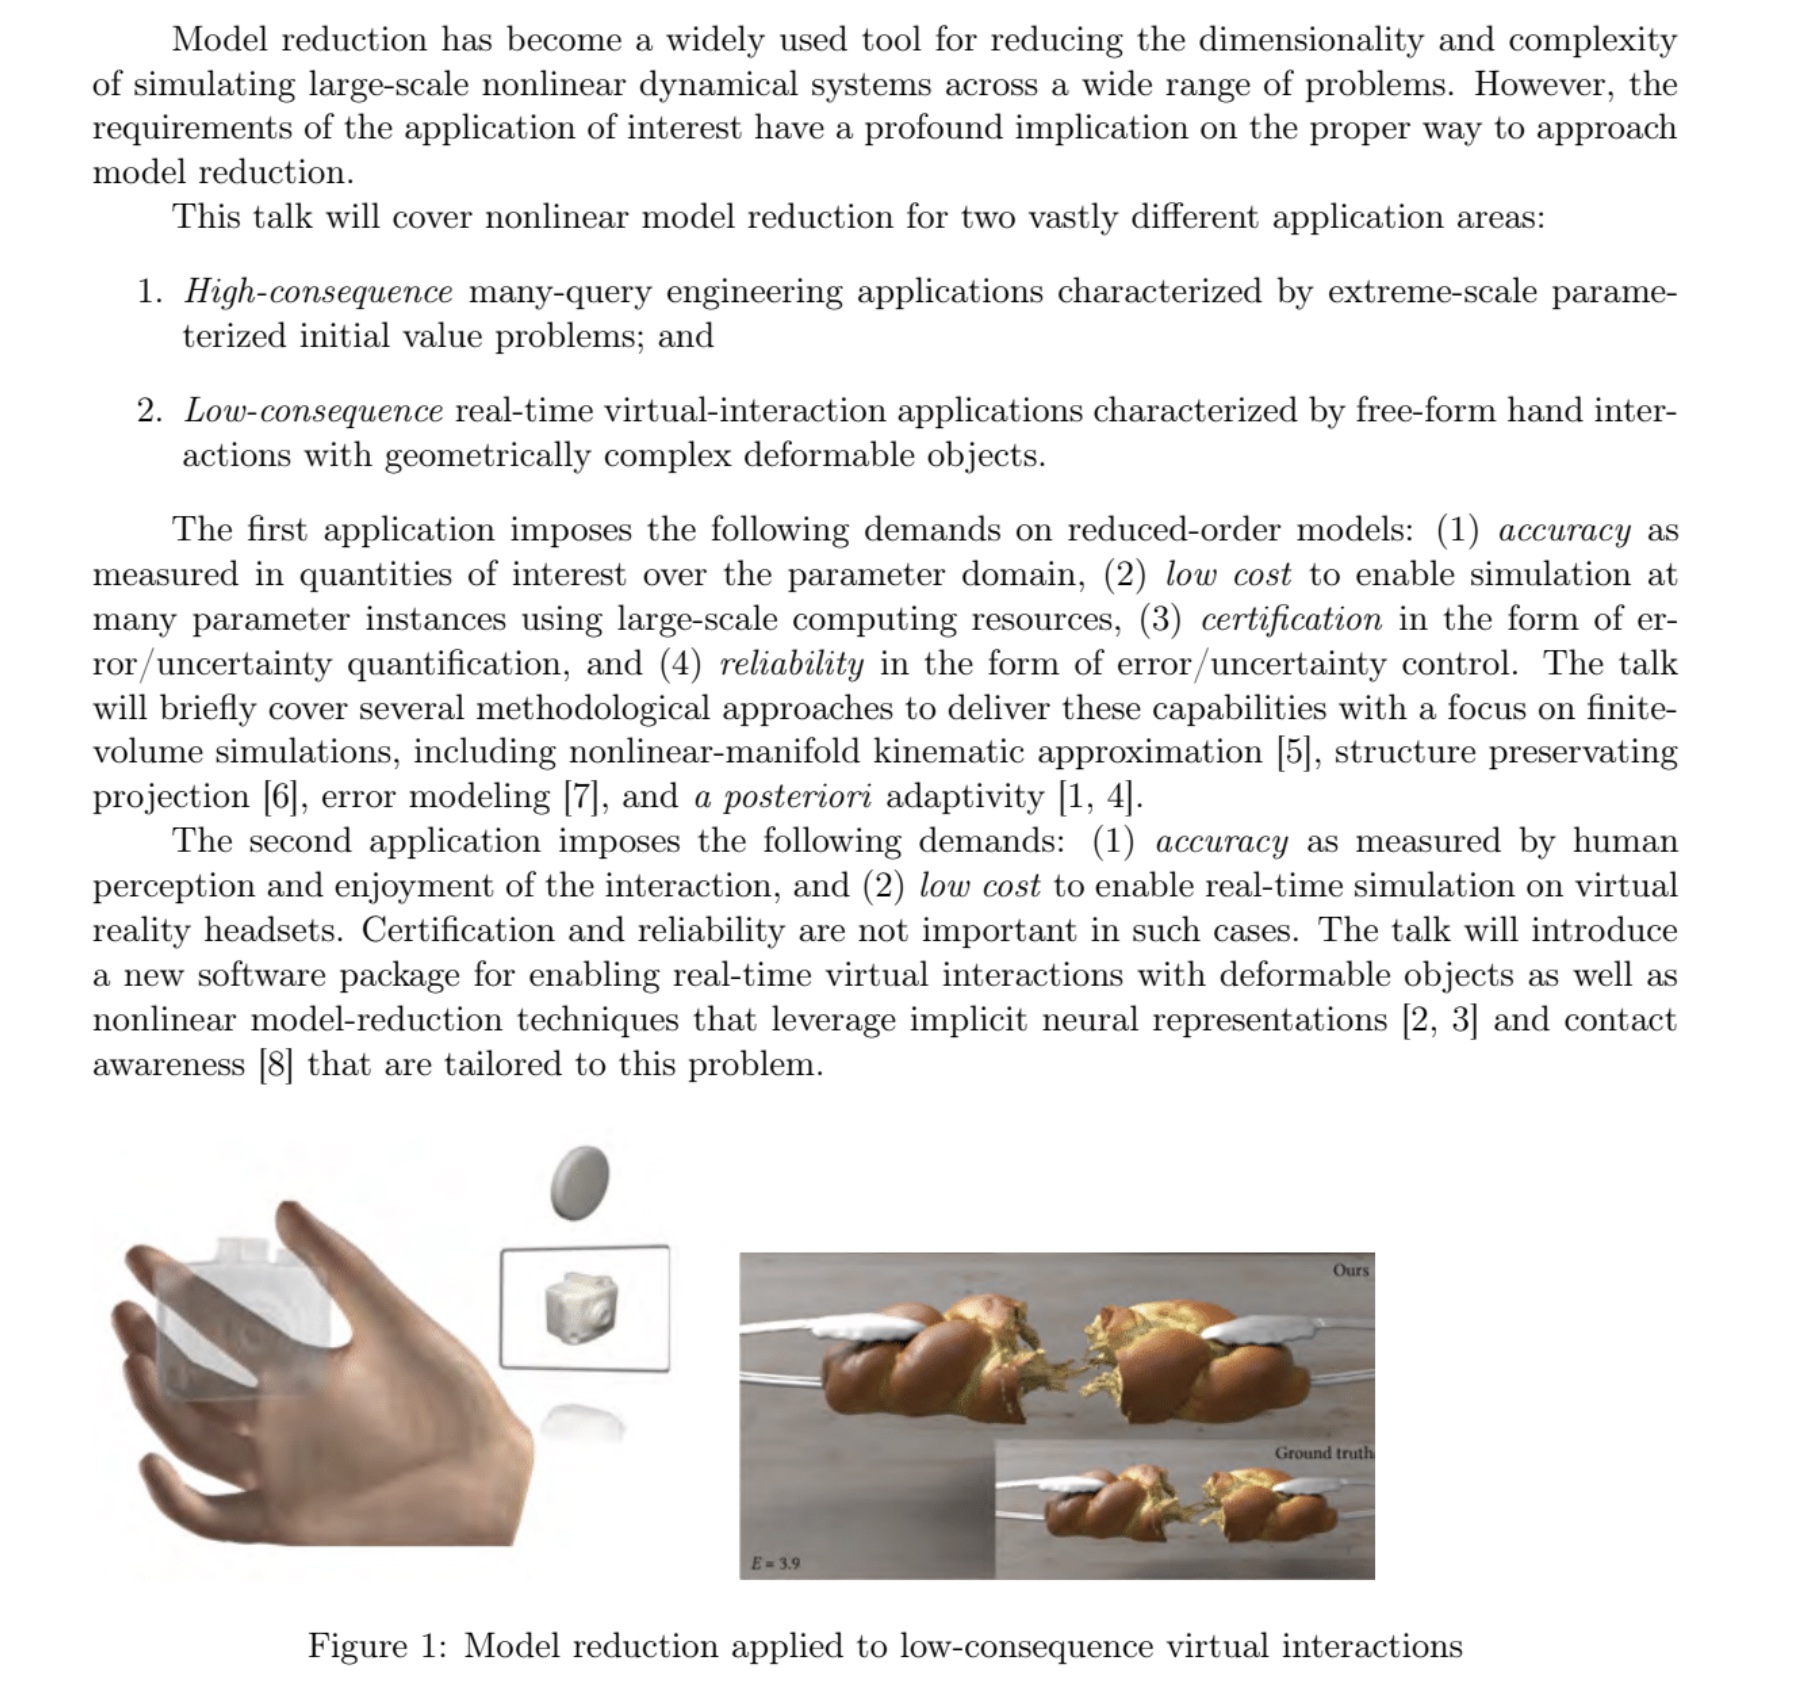 Model reduction has become a widely used tool for reducing the dimensionality and complexity
of simulating large-scale nonlinear dynamical systems across a wide range of problems. However, the
requirements of the application of interest have a profound implication on the proper way to approach
model reduction.
This talk will cover nonlinear model reduction for two vastly different application areas:
1. High-consequence many-query engineering applications characterized by extreme-scale parame-
terized initial value problems; and
2. Low-consequence real-time virtual-interaction applications characterized by free-form hand inter-
actions with geometrically complex deformable objects.
The first application imposes the following demands on reduced-order models: (1) accuracy as
measured in quantities of interest over the parameter domain, (2) low cost to enable simulation at
many parameter instances using large-scale computing resources, (3) certification in the form of er-
ror/uncertainty quantification, and (4) reliability in the form of error/uncertainty control. The talk
will briefly cover several methodological approaches to deliver these capabilities with a focus on finite-
volume simulations, including nonlinear-manifold kinematic approximation [5], structure preservating
projection [6], error modeling [7], and a posteriori adaptivity [1, 4].
The second application imposes the following demands: (1) accuracy as measured by human
perception and enjoyment of the interaction, and (2) low cost to enable real-time simulation on virtual
reality headsets. Certification and reliability are not important in such cases. The talk will introduce
a new software package for enabling real-time virtual interactions with deformable objects as well as
nonlinear model-reduction techniques that leverage implicit neural representations [2, 3] and contact
awareness [8] that are tailored to this problem.
Ours
Ground truth
E = 3.9
Figure 1: Model reduction applied to low-consequence virtual interactions